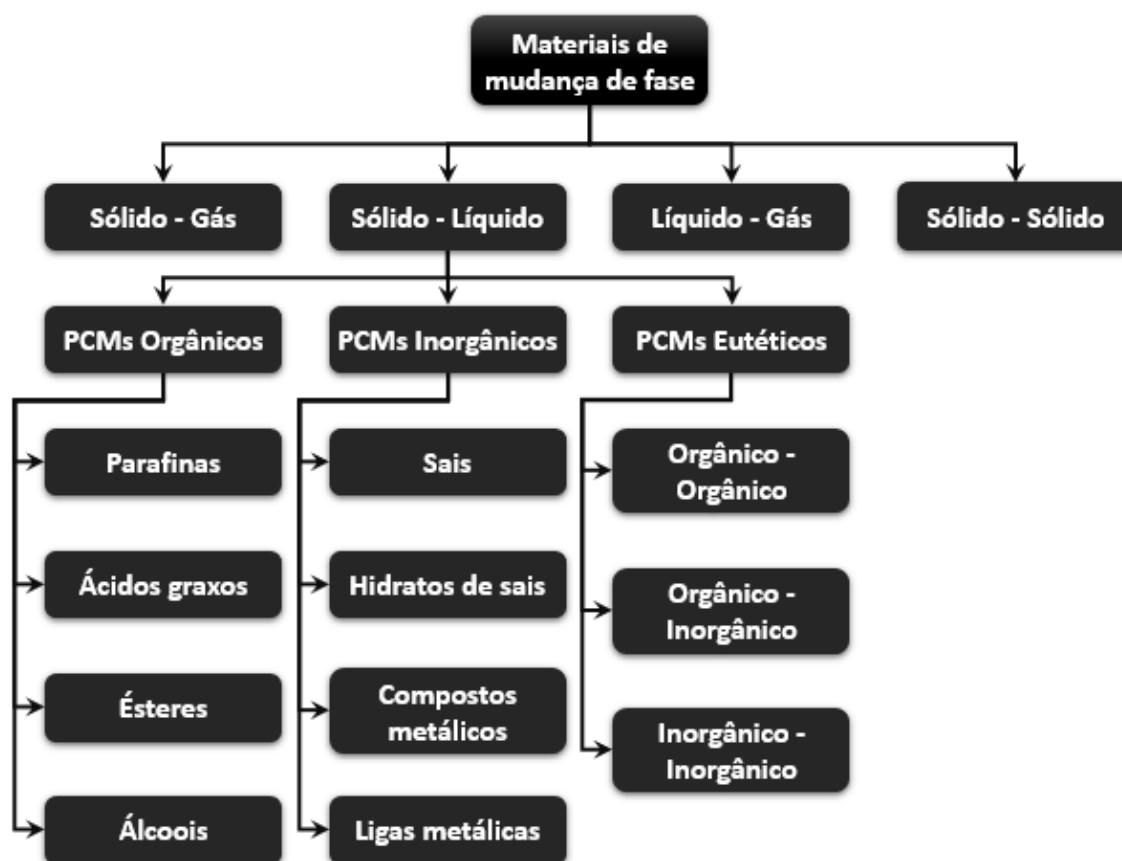 Materiais de
mudança de fase
Sólido - Gás
Sólido - Líquido
Líquido - Gás
Sólido - Sólido
PCMs Orgânicos
PCMs Inorgânicos
PCMs Eutéticos
Parafinas
Ácidos graxos
Ésteres
Álcoois
Sais
Hidratos de sais
Compostos
metálicos
Ligas metálicas
Orgânico -
Orgânico
Orgânico -
Inorgânico
Inorgânico -
Inorgânico